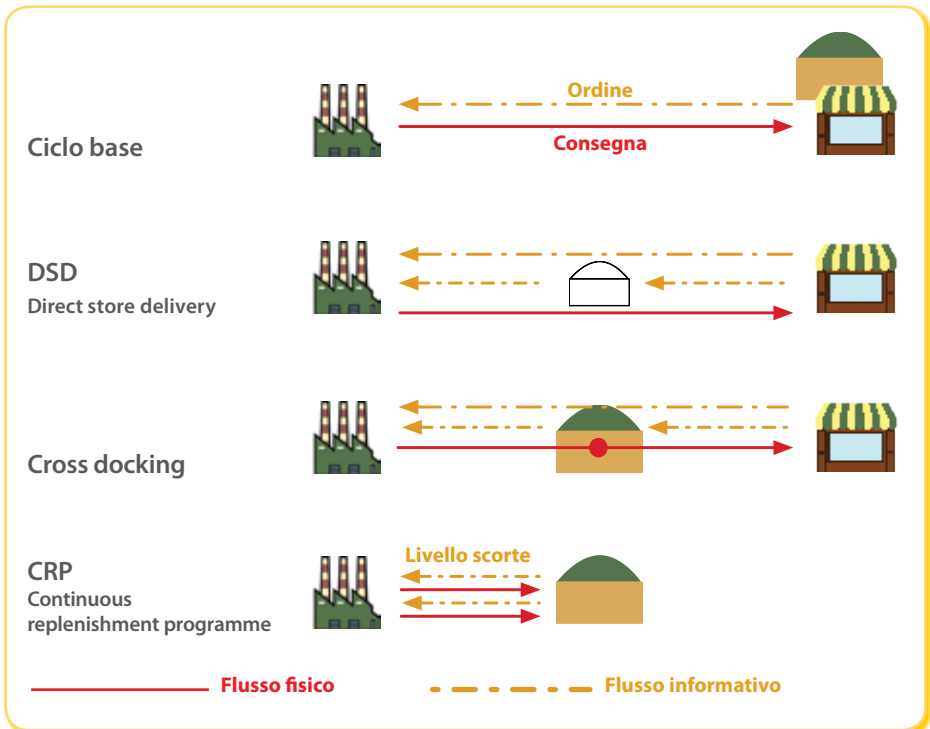 Ordine
Ciclo base
Consegna
DSD
Direct store delivery
Cross docking
Livello scorte
CRP
Continuous
replenishment programme
Flusso fisico
Flusso informativo